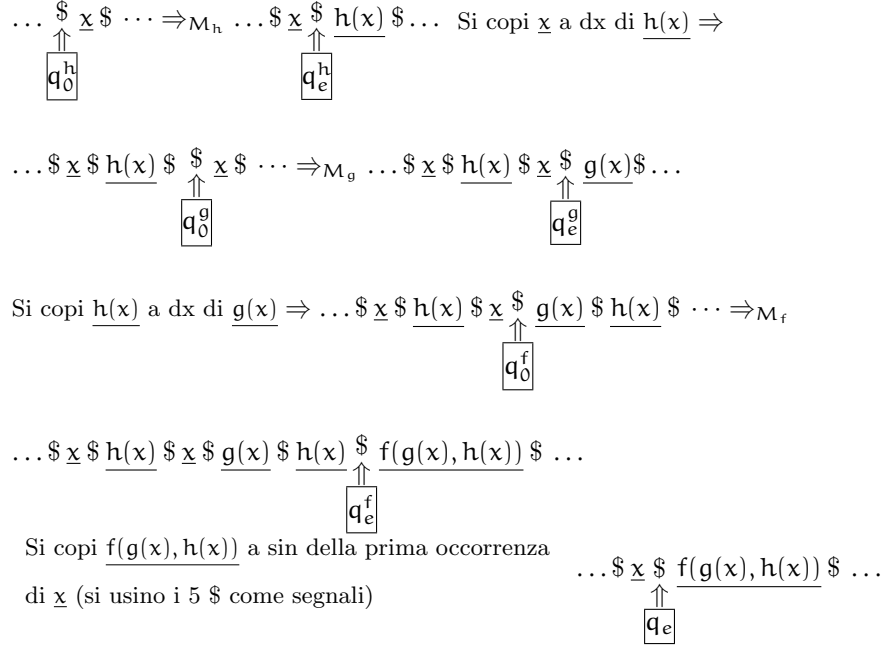 ... $ x $ ⋯ ⇒_{M_h} ... $ x $ h(x) $ ... Si copi x a dx di h(x) ⇒
⇑ ⇑
q_0^h q_e^h
... $ x $ h(x) $ $ x $ ⋯ ⇒_{M_g} ... $ x $ h(x) $ x $ g(x)$ ...
⇑ ⇑
q_0^g q_e^g
Si copi h(x) a dx di g(x) ⇒ ... $ x $ h(x) $ x $ g(x) $ h(x) $ ⋯ ⇒_{M_f}
⇑
q_0^f
... $ x $ h(x) $ x $ g(x) $ h(x) $ f(g(x), h(x)) $ ...
⇑
q_e^f
Si copi f(g(x), h(x)) a sin della prima occorrenza
di x (si usino i 5 $ come segnali)
... $ x $ f(g(x), h(x)) $ ...
⇑
q_e